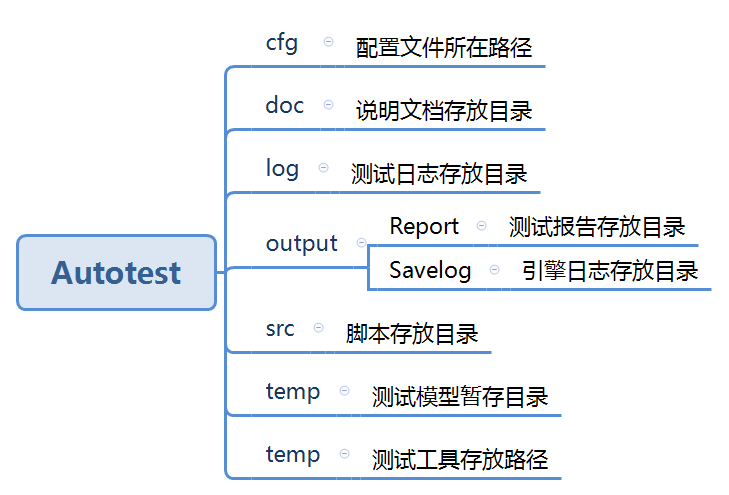 cfg 配置文件所在路径
doc 说明文档存放目录
log 测试日志存放目录
Report 测试报告存放目录
output
Savelog 引擎日志存放目录
Autotest
src 脚本存放目录
temp 测试模型暂存目录
temp 测试工具存放路径